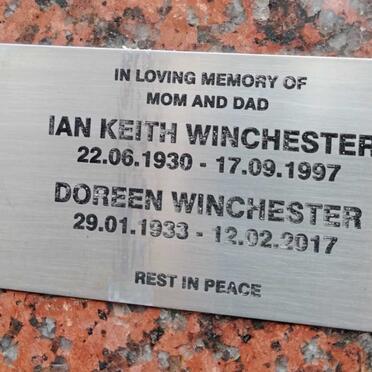 IN LOVING MEMORY OF
MOM AND DAD
IAN KEITH WINCHESTER
22.06.1930 - 17.09.1997
DOREEN WINCHESTER
29.01.1933 - 12.02.2017
REST IN PEACE